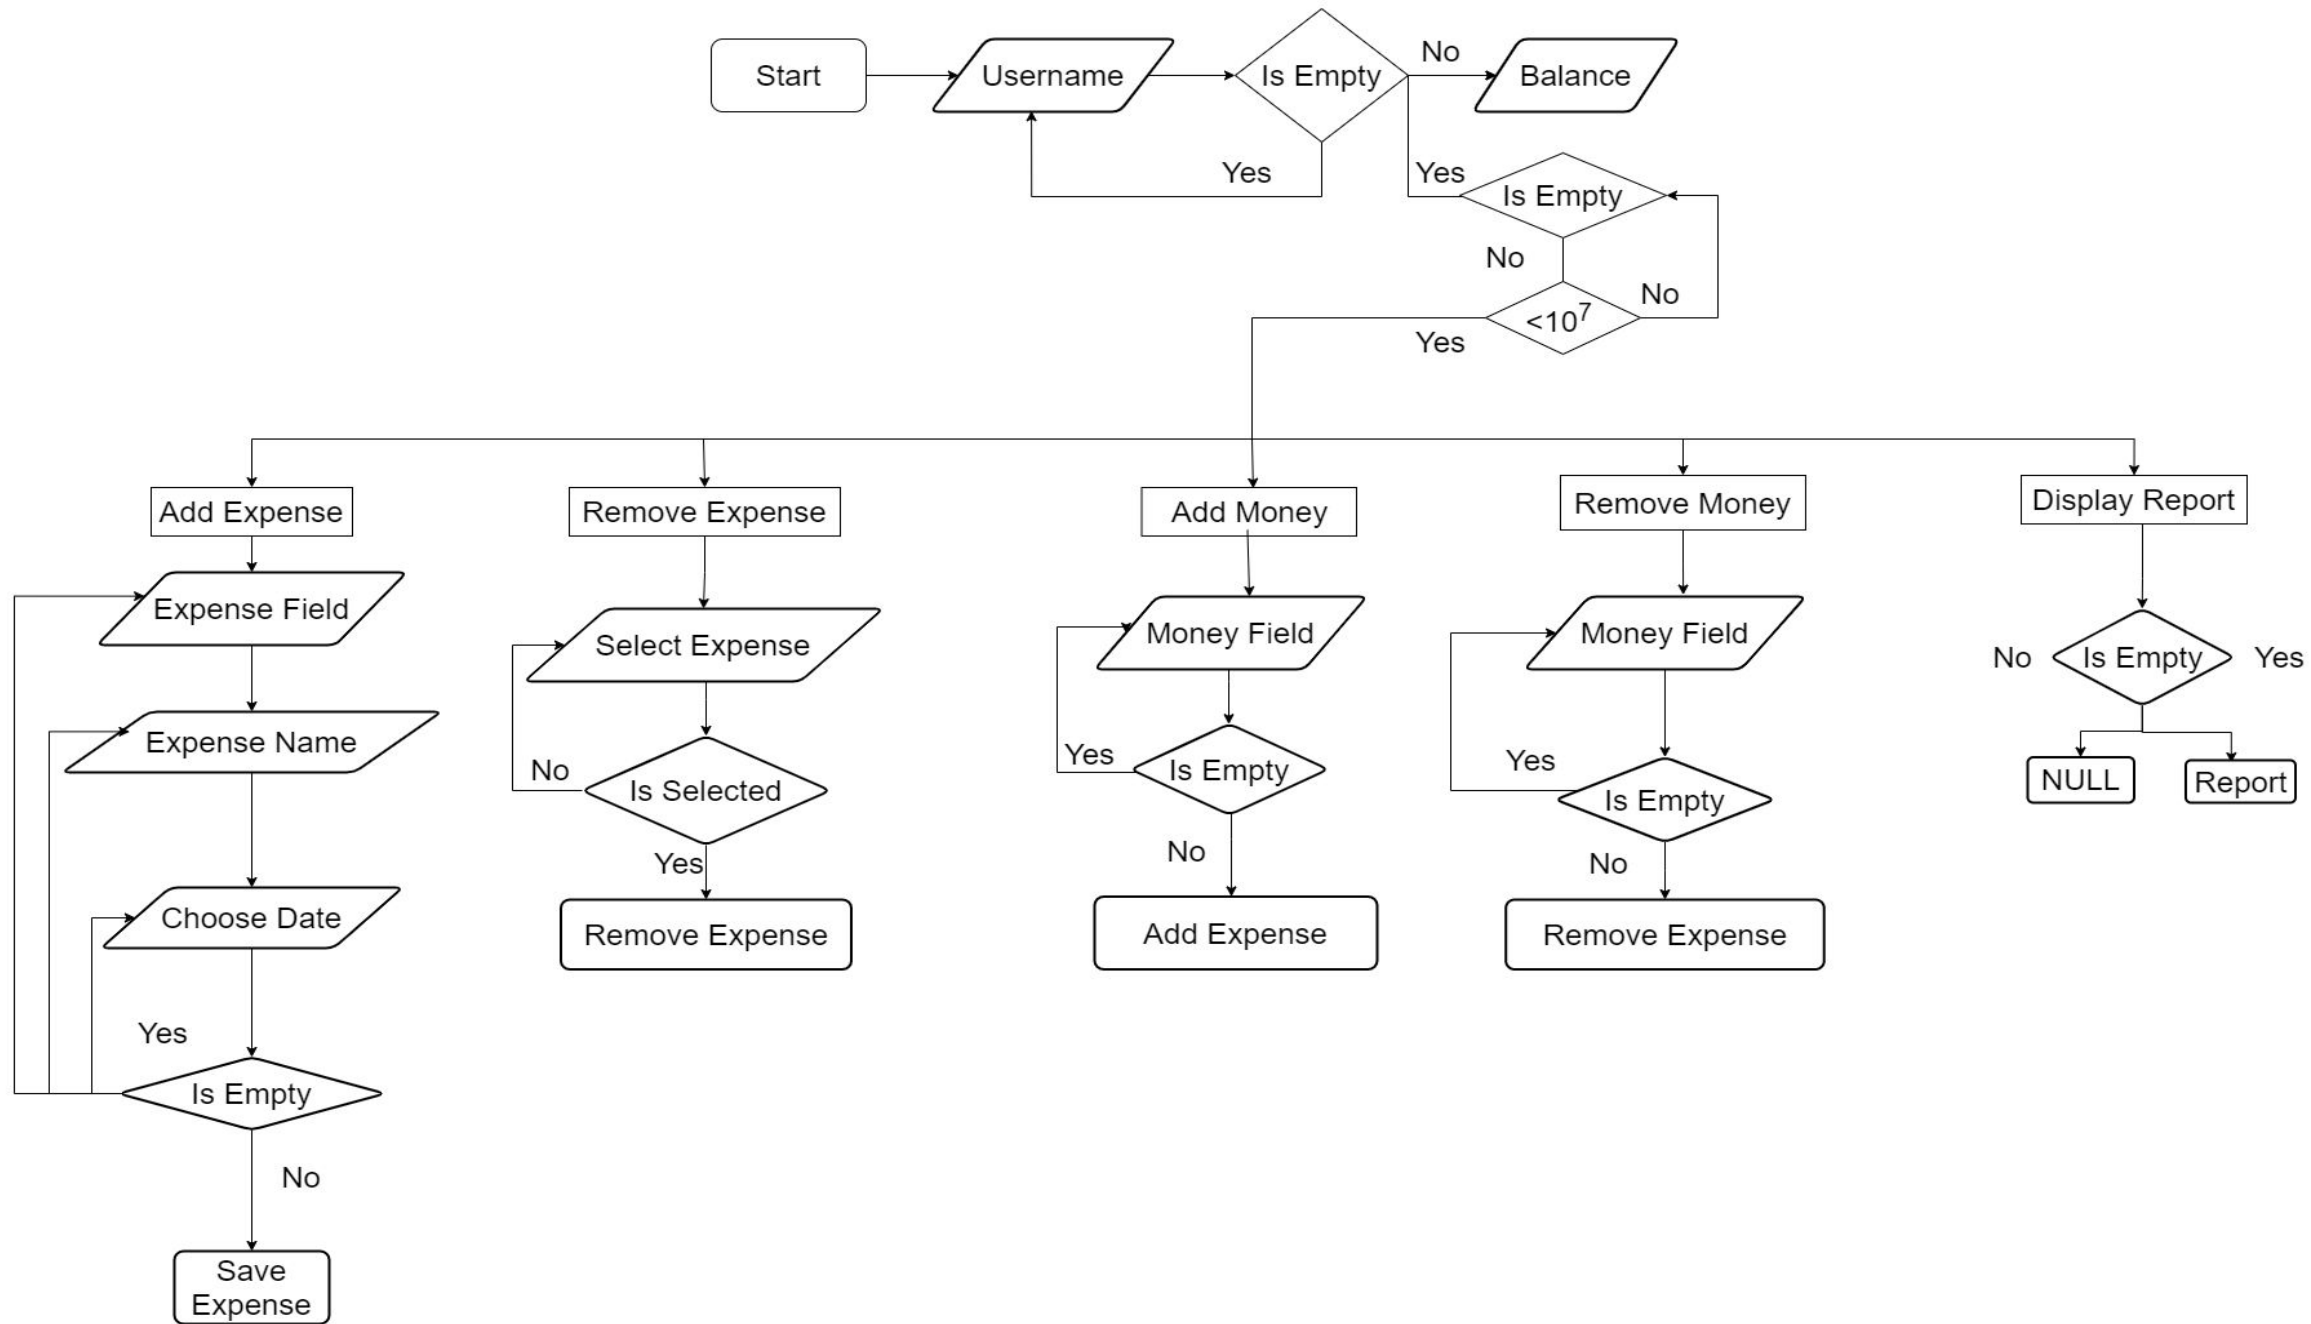 Start
Username
Is Empty
No
Balance
Yes
Yes
Is Empty
No
<10^7
No
Yes
Add Expense
Remove Expense
Add Money
Remove Money
Display Report
Expense Field
Select Expense
Money Field
Money Field
No
Is Empty
Yes
Expense Name
No
Is Selected
Yes
Is Empty
Yes
Is Empty
NULL
Report
Yes
No
No
Choose Date
Remove Expense
Add Expense
Remove Expense
Yes
Is Empty
No
Save
Expense